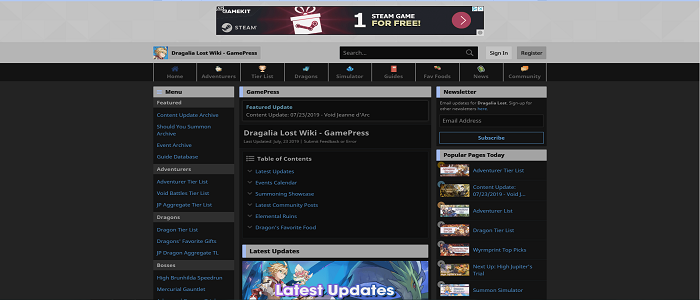 GAMEKIT
STEAM
1 STEAM GAME
FOR FREE!
Dragalia Lost Wiki - GamePress
Search...
Sign In
Register
Home
Adventurers
Tier List
Dragons
Simulator
Guides
Fav Foods
News
Community
Menu
Featured
Content Update Archive
Should You Summon
Archive
Event Archive
Guide Database
Adventurers
Adventurer Tier List
Void Battles Tier List
JP Aggregate Tier List
Dragons
Dragon Tier List
Dragons' Favorite Gifts
JP Dragon Aggregate TL
Bosses
High Brunhilda Speedrun
Mercurial Gauntlet
GamePress
Featured Update
Content Update: 07/23/2019 - Void Jeanne d'Arc
Dragalia Lost Wiki - GamePress
Last Updated: July, 23 2019 | Submit Feedback or Error
Table of Contents
Latest Updates
Events Calendar
Summoning Showcase
Latest Community Posts
Elemental Ruins
Dragon's Favorite Food
Latest Updates
Latest Updates
Newsletter
Email updates for Dragalia Lost. Sign-up for
other newsletters here.
Email Address
Subscribe
Popular Pages Today
Adventurer Tier List
Content Update:
07/23/2019 - Void J...
Adventurer List
Dragon Tier List
Wyrmprint Top Picks
Next Up: High Jupiter's
Trial
Summon Simulator